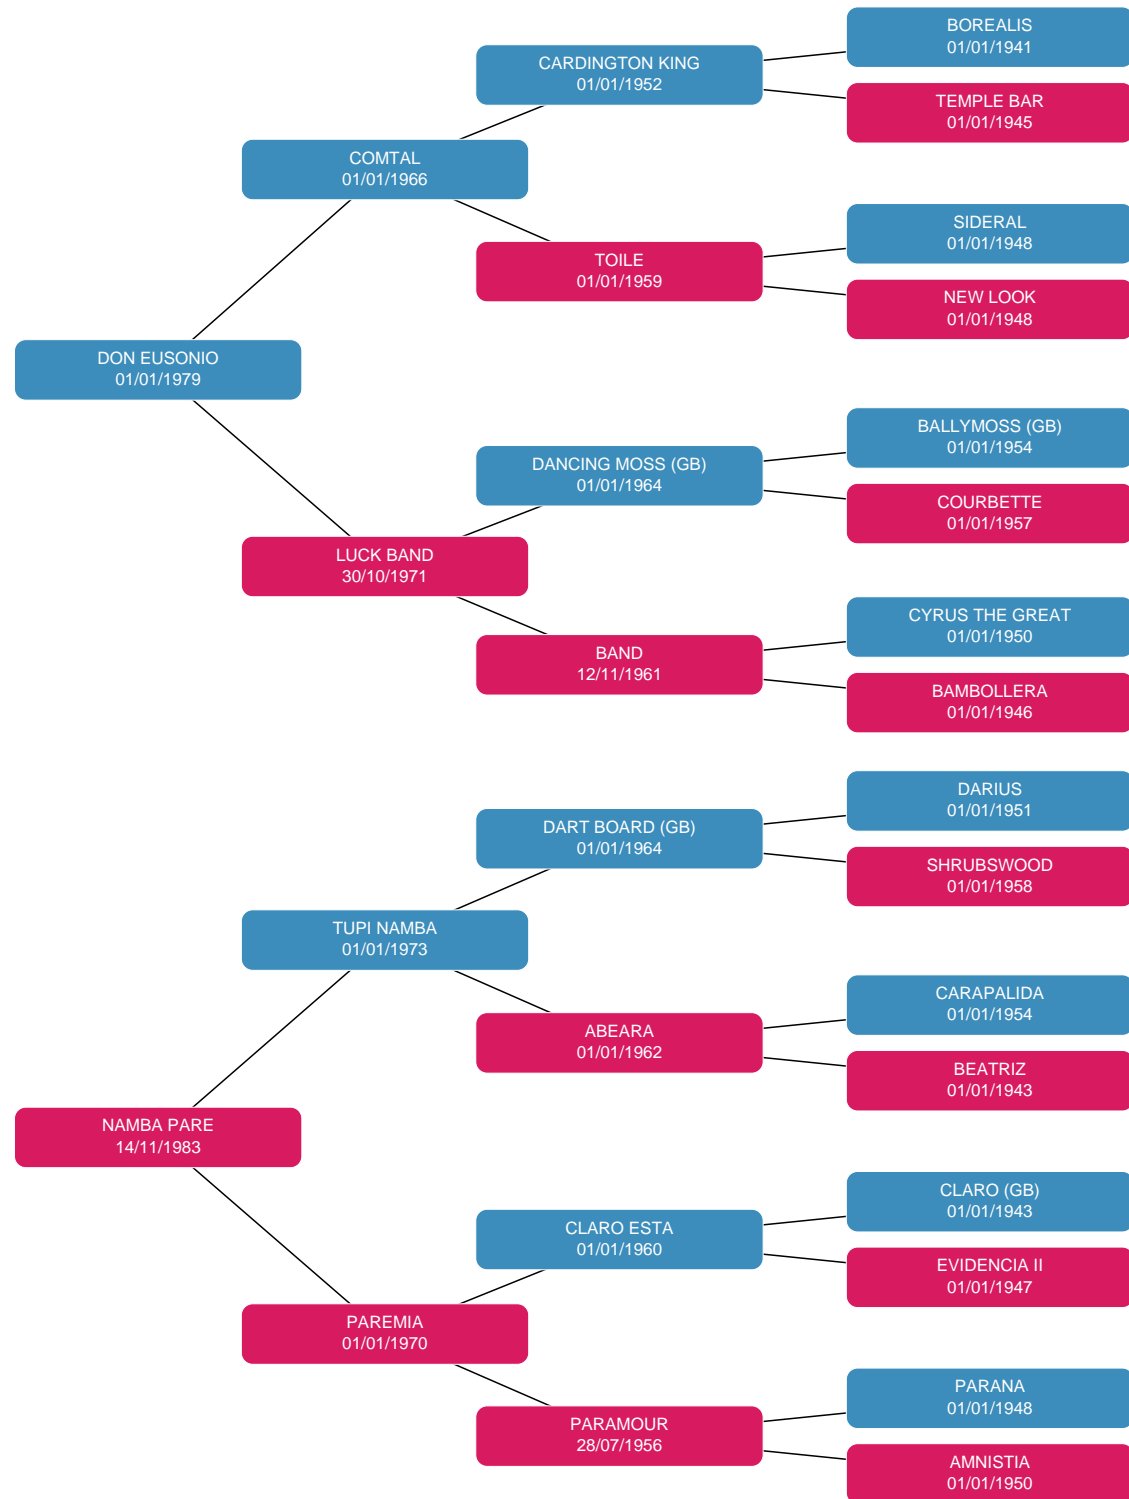 BOREALIS
01/01/1941
CARDINGTON KING
01/01/1952
TEMPLE BAR
01/01/1945
COMTAL
01/01/1966
SIDERAL
01/01/1948
TOILE
01/01/1959
NEW LOOK
01/01/1948
DON EUSONIO
01/01/1979
BALLYMOSS (GB)
01/01/1954
DANCING MOSS (GB)
01/01/1964
COURBETTE
01/01/1957
LUCK BAND
30/10/1971
CYRUS THE GREAT
01/01/1950
BAND
12/11/1961
BAMBOLLERA
01/01/1946
DARIUS
01/01/1951
DART BOARD (GB)
01/01/1964
SHRUBSWOOD
01/01/1958
TUPI NAMBA
01/01/1973
CARAPALIDA
01/01/1954
ABEARA
01/01/1962
BEATRIZ
01/01/1943
NAMBA PARE
14/11/1983
CLARO (GB)
01/01/1943
CLARO ESTA
01/01/1960
EVIDENCIA II
01/01/1947
PAREMIA
01/01/1970
PARANA
01/01/1948
PARAMOUR
28/07/1956
AMNISTIA
01/01/1950